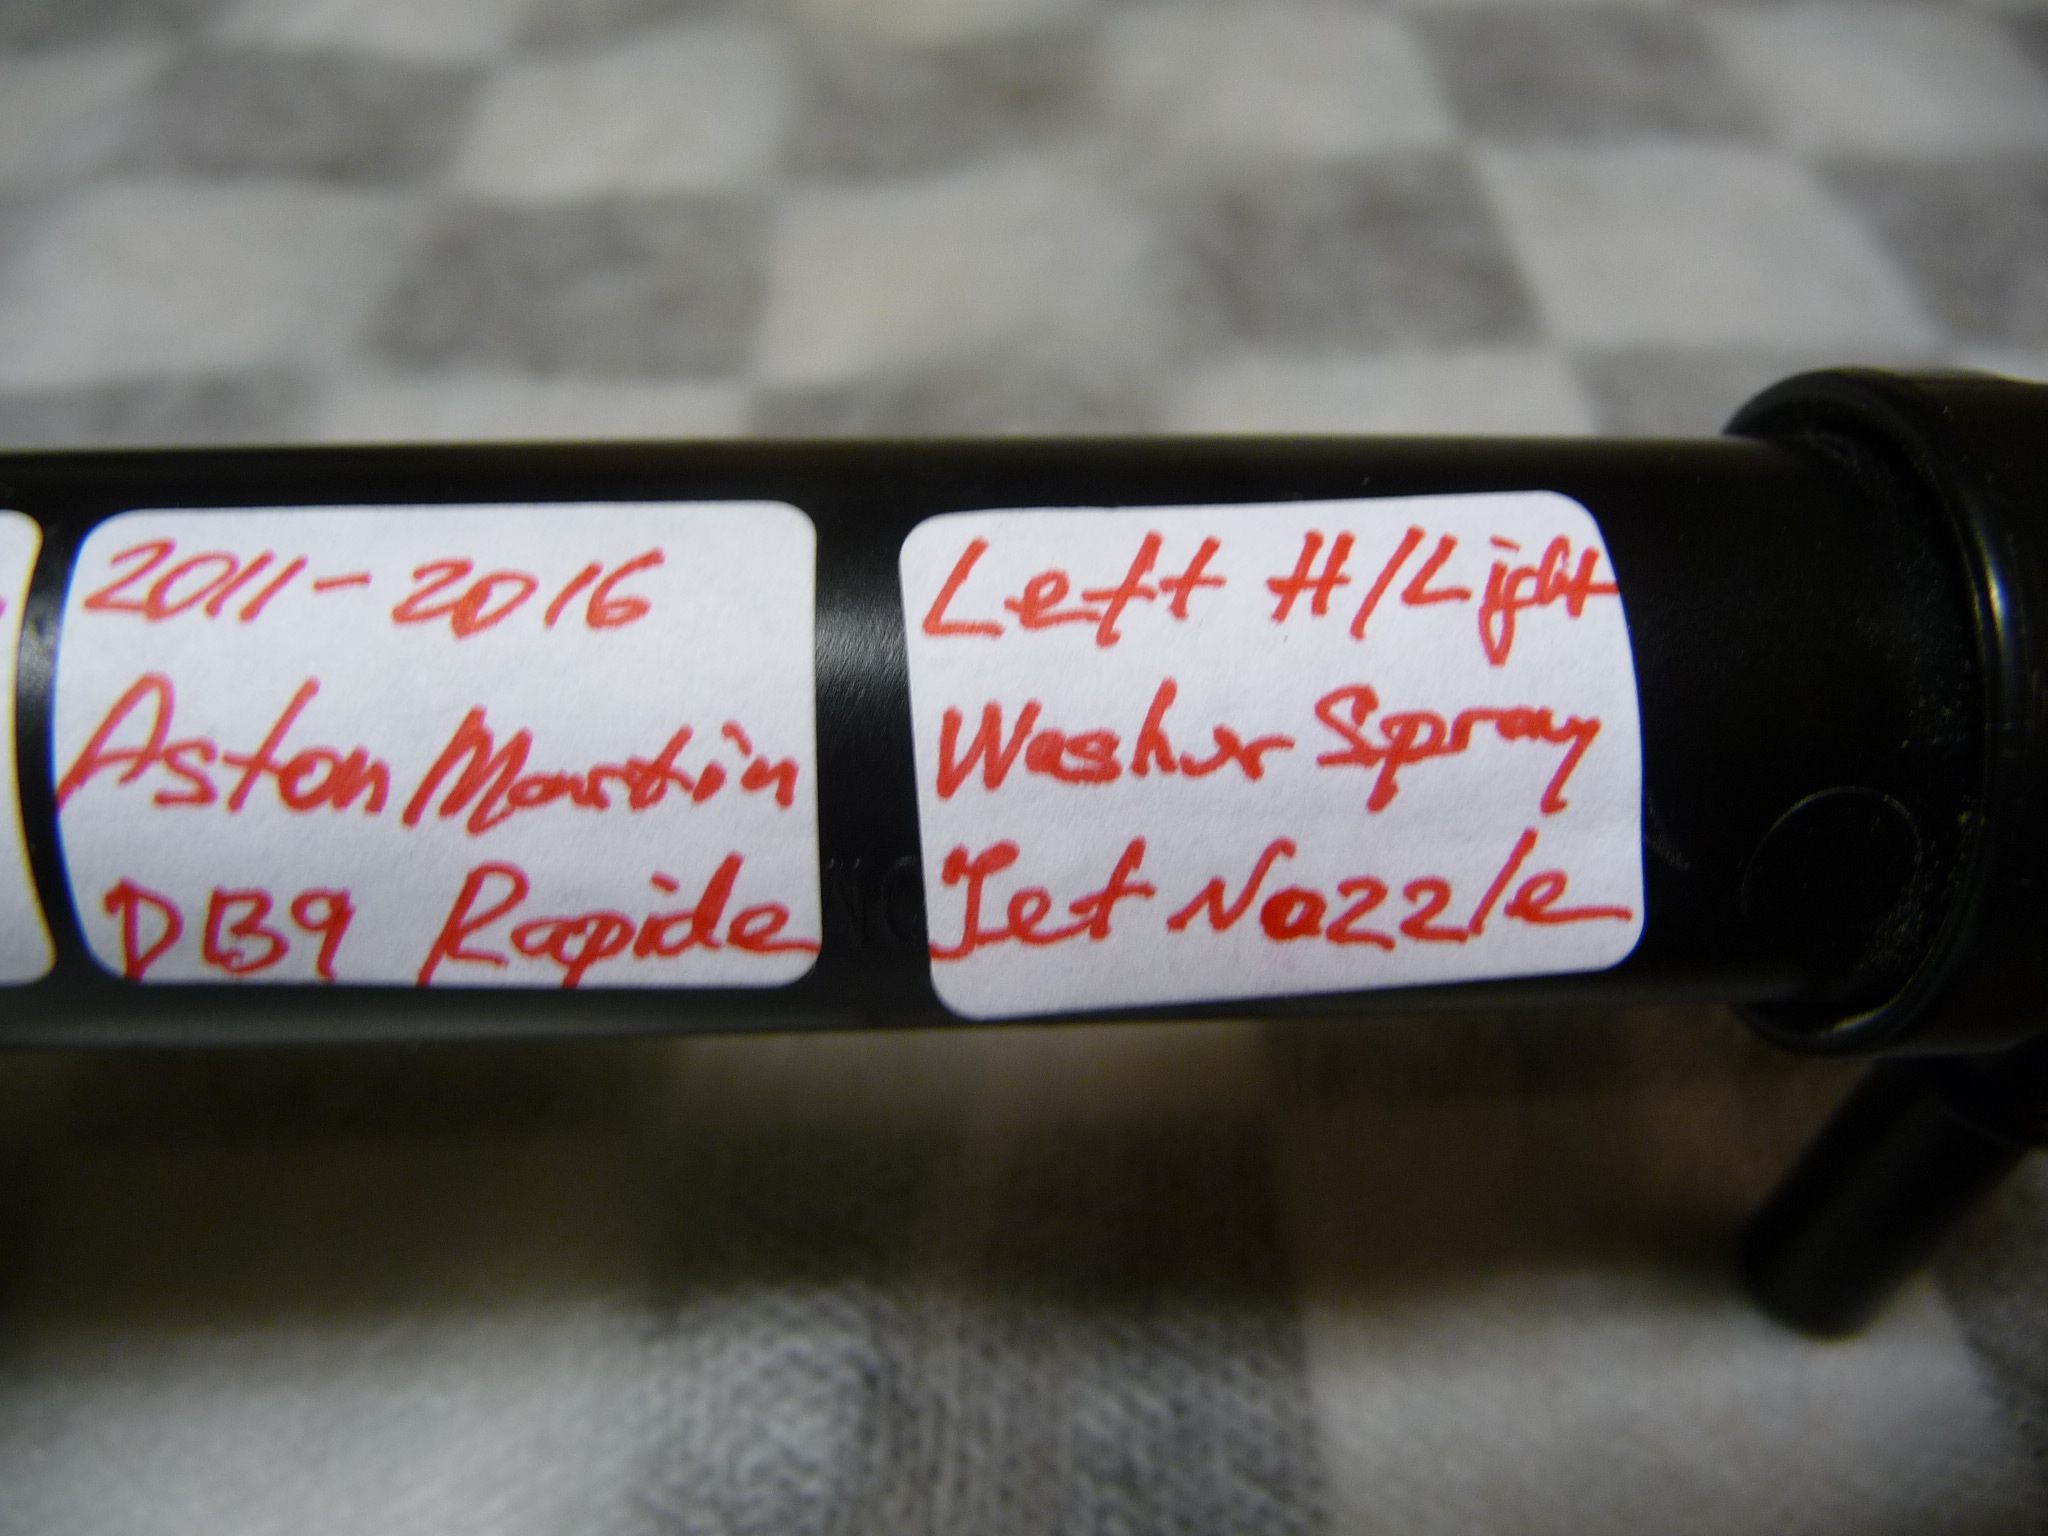 2011-2016
Aston Martin
DB9 Rapide
Left H/Light
Washer Spray
Jet Nozzle